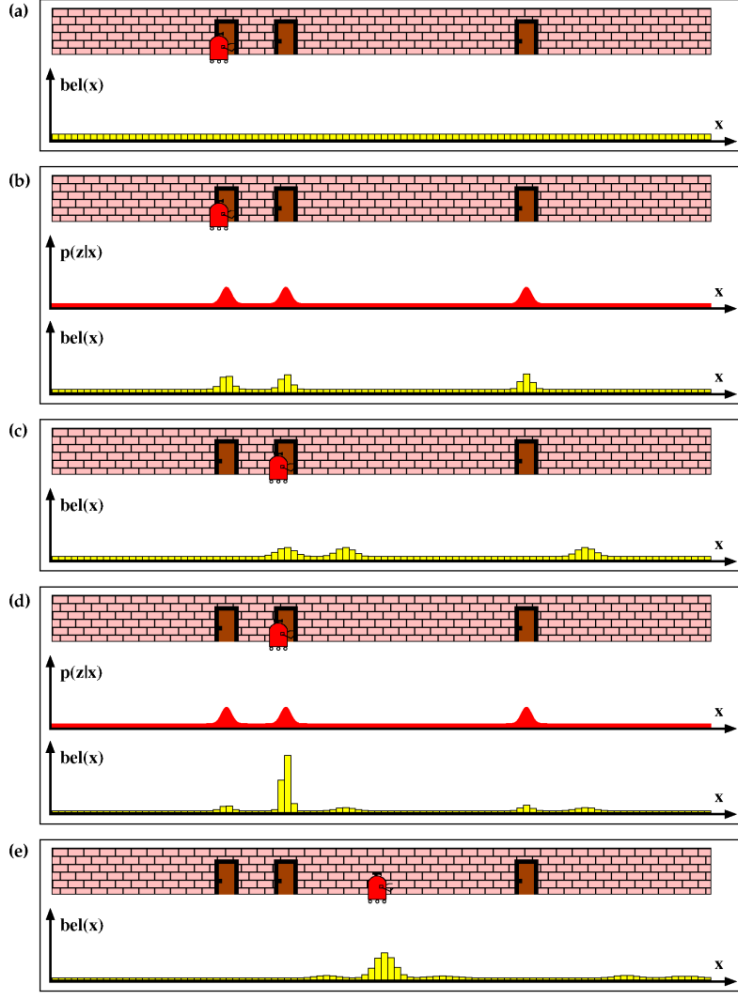 (a)
bel(x)
x
(b)
p(z|x)
x
bel(x)
x
(c)
bel(x)
x
(d)
p(z|x)
x
bel(x)
x
(e)
bel(x)
x